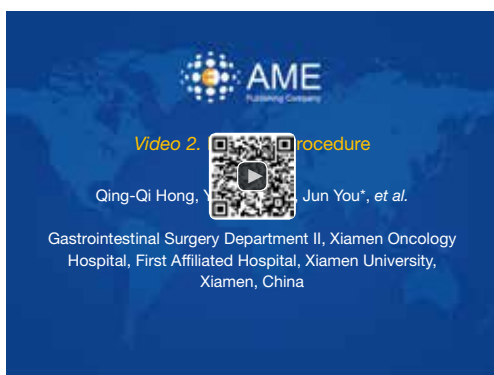 AME
Publishing Company
Video 2. rocedure
Qing-Qi Hong, Jun You*, et al.
Gastrointestinal Surgery Department II, Xiamen Oncology
Hospital, First Affiliated Hospital, Xiamen University,
Xiamen, China